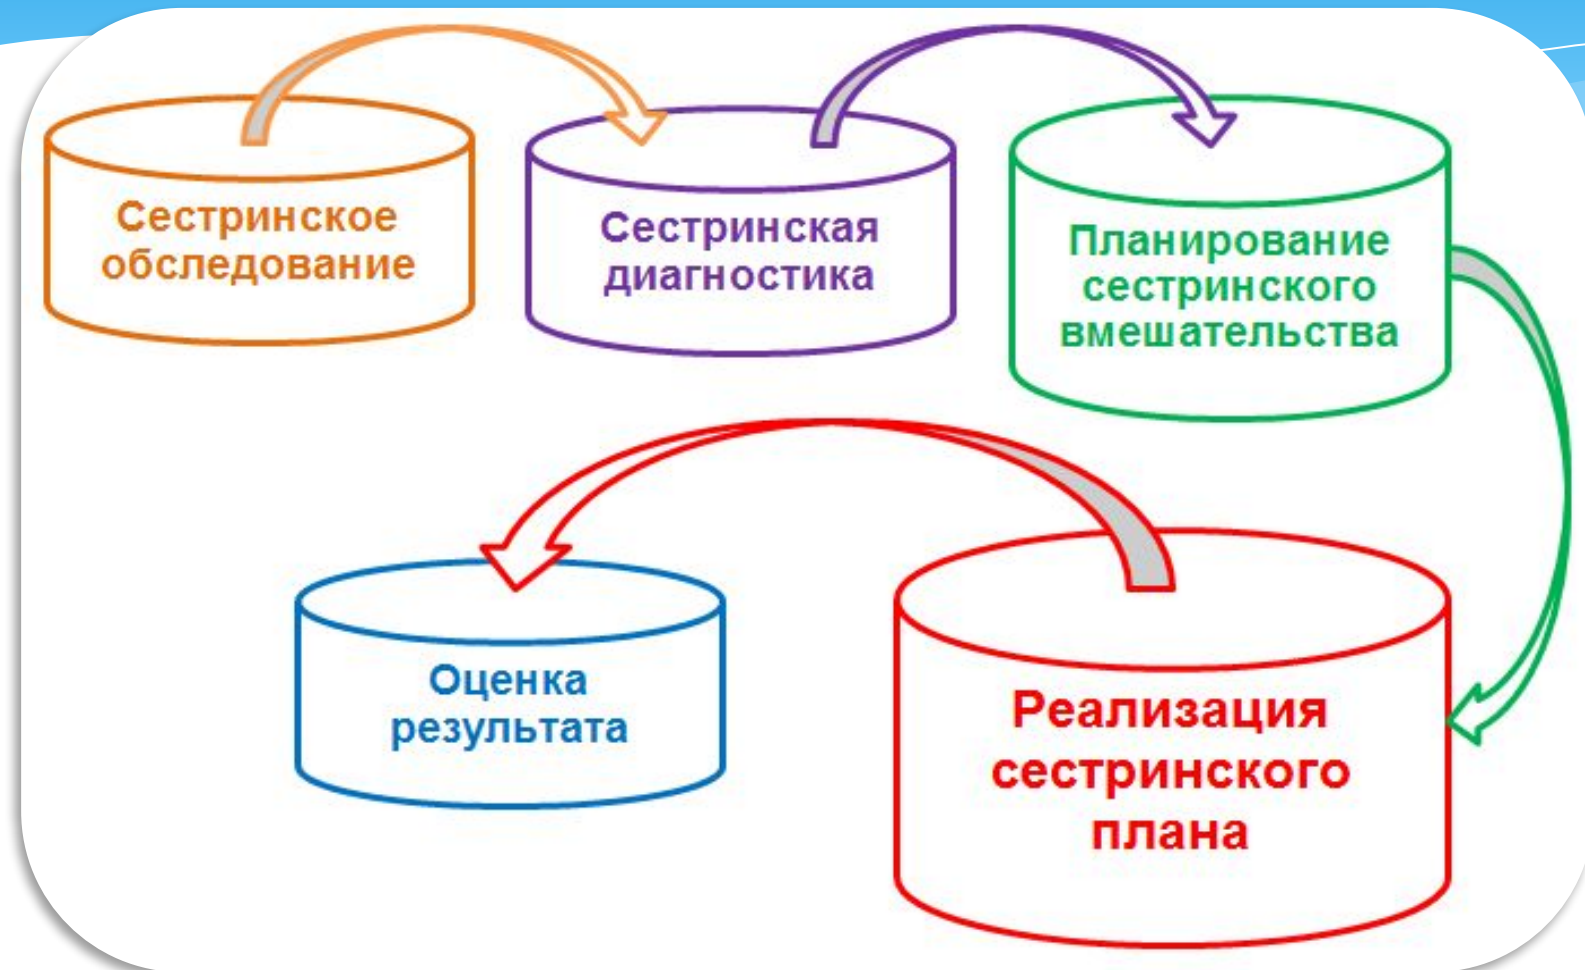 Сестринское
обследование
Сестринская
диагностика
Планирование
сестринского
вмешательства
Оценка
результата
Реализация
сестринского
плана